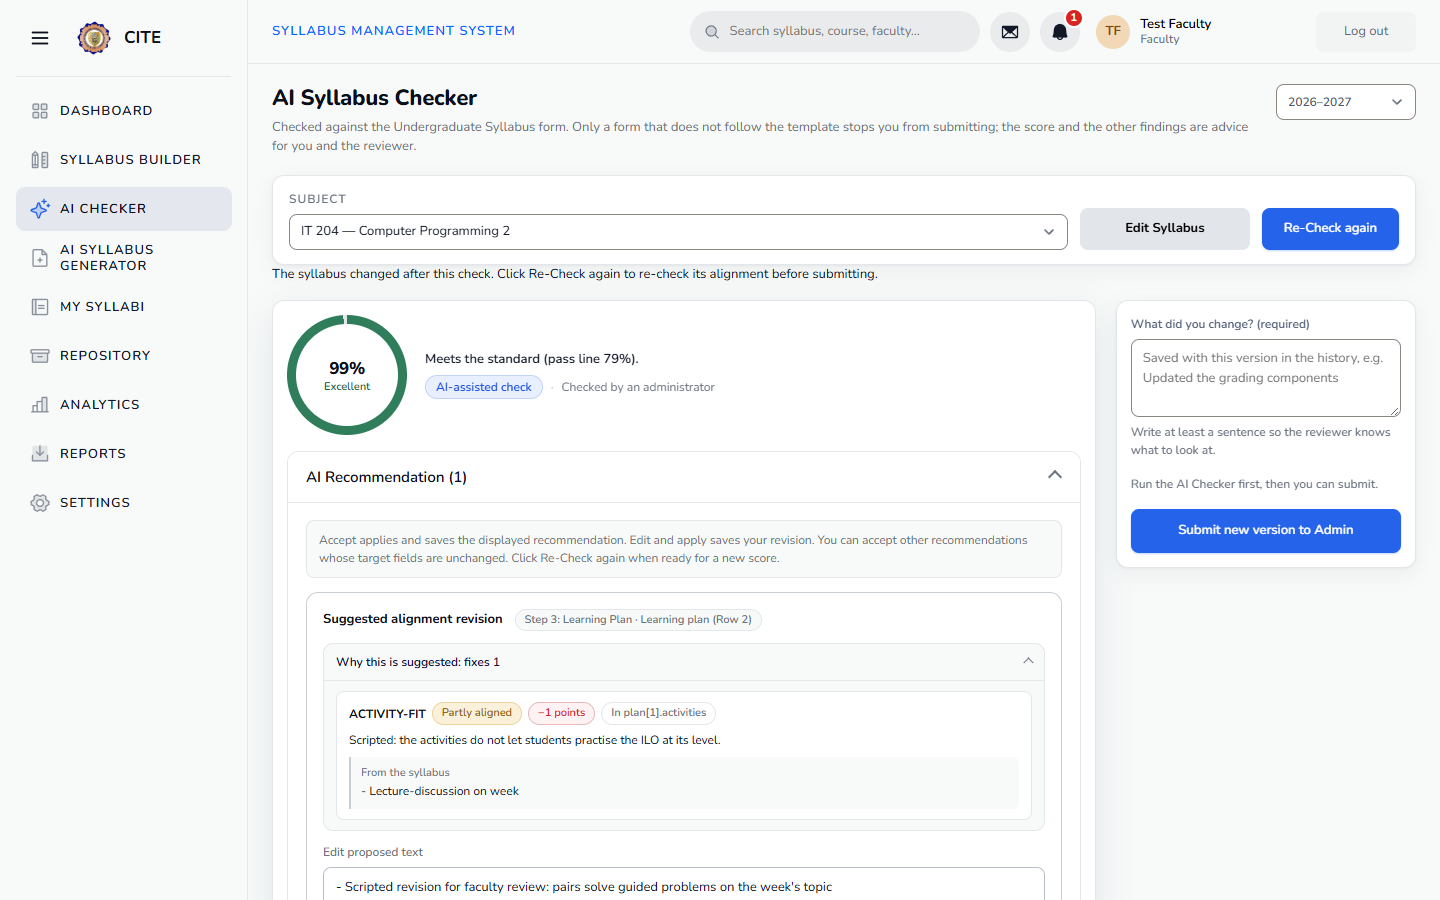 CITE
SYLLABUS MANAGEMENT SYSTEM
Search syllabus, course, faculty...
1
TF
Test Faculty
Faculty
Log out
DASHBOARD
SYLLABUS BUILDER
AI CHECKER
AI SYLLABUS
GENERATOR
MY SYLLABI
REPOSITORY
ANALYTICS
REPORTS
SETTINGS
AI Syllabus Checker
2026–2027
Checked against the Undergraduate Syllabus form. Only a form that does not follow the template stops you from submitting; the score and the other findings are advice
for you and the reviewer.
SUBJECT
IT 204 — Computer Programming 2
Edit Syllabus
Re-Check again
The syllabus changed after this check. Click Re-Check again to re-check its alignment before submitting.
99%
Excellent
Meets the standard (pass line 79%).
AI-assisted check · Checked by an administrator
AI Recommendation (1)
Accept applies and saves the displayed recommendation. Edit and apply saves your revision. You can accept other recommendations
whose target fields are unchanged. Click Re-Check again when ready for a new score.
Suggested alignment revision
Step 3: Learning Plan · Learning plan (Row 2)
Why this is suggested: fixes 1
ACTIVITY-FIT
Partly aligned
−1 points
In plan[1].activities
Scripted: the activities do not let students practise the ILO at its level.
From the syllabus
- Lecture-discussion on week
Edit proposed text
- Scripted revision for faculty review: pairs solve guided problems on the week's topic
What did you change? (required)
Saved with this version in the history, e.g.
Updated the grading components
Write at least a sentence so the reviewer knows
what to look at.
Run the AI Checker first, then you can submit.
Submit new version to Admin